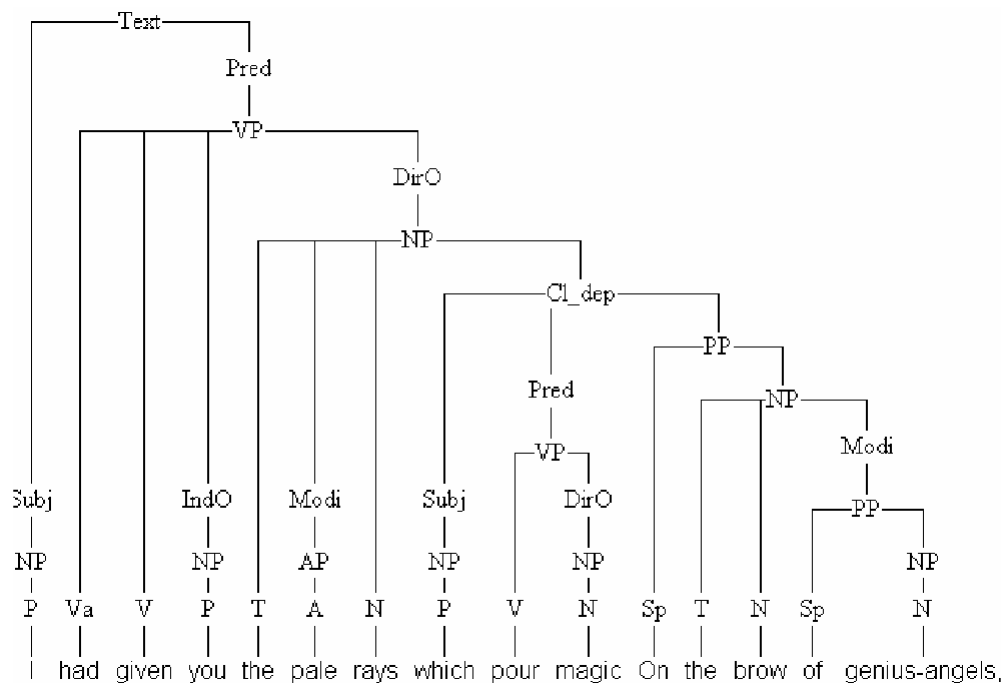 Text
Pred
VP
DirO
NP
Cl_dep
PP
Pred
NP
Modi
VP
Subj IndO Modi Subj DirO PP
NP NP AP NP NP NP
P Va V P T A N P V N Sp T N Sp N
I had given you the pale rays which pour magic On the brow of genius-angels,